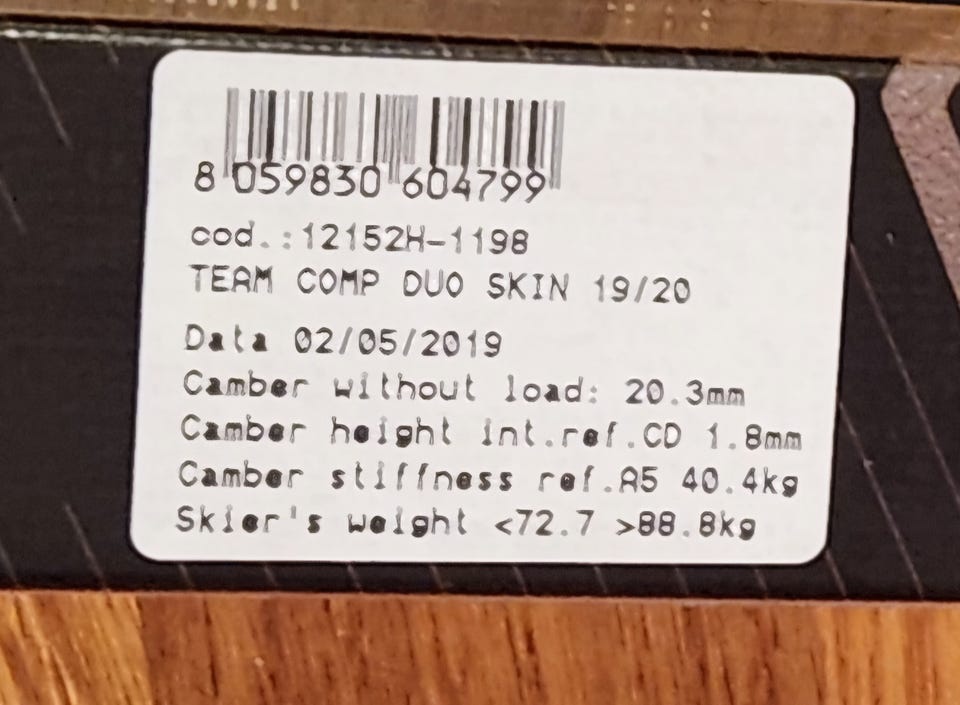 8 059830 604799
cod.:12152H-1198
TEAM COMP DUO SKIN 19/20
Data 02/05/2019
Camber without load: 20.3mm
Camber height int.ref.CD 1.8mm
Camber stiffness ref.A5 40.4kg
Skier's weight <72.7 >88.8kg